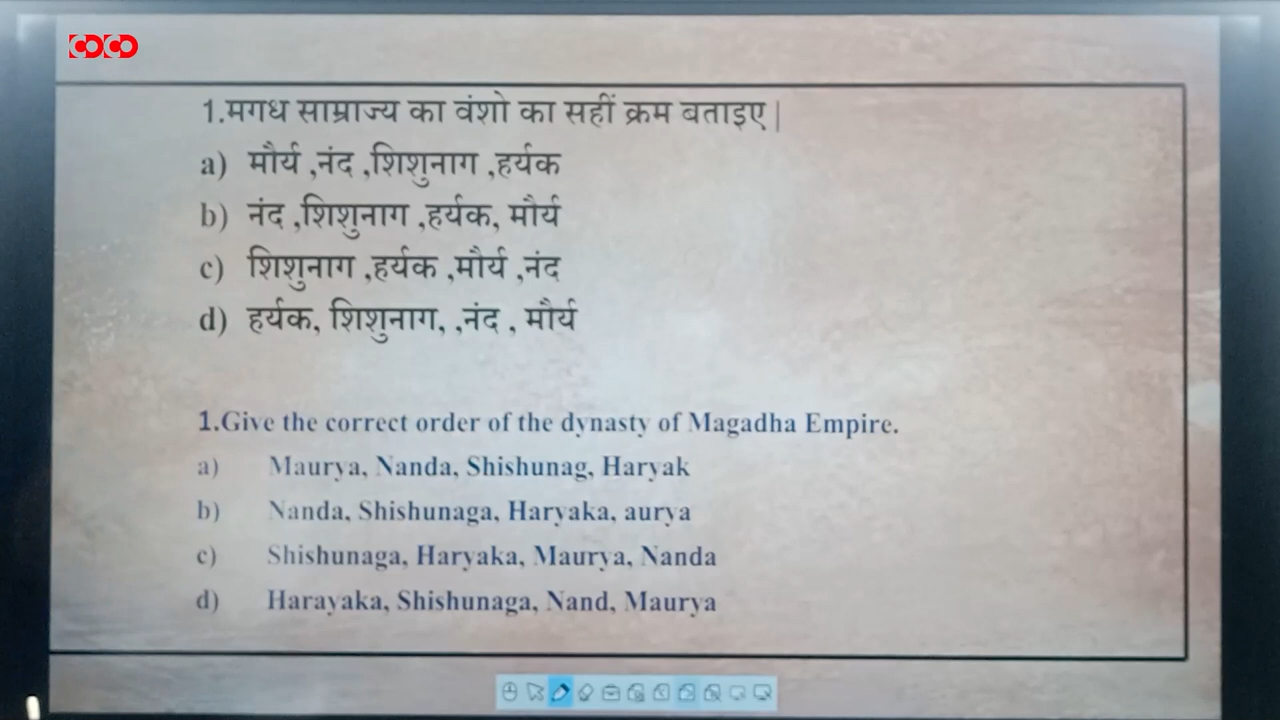 COCO
1.मगध साम्राज्य का वंशो का सहीं क्रम बताइए |
a) मौर्य ,नंद ,शिशुनाग ,हर्यक
b) नंद ,शिशुनाग ,हर्यक, मौर्य
c) शिशुनाग ,हर्यक ,मौर्य ,नंद
d) हर्यक, शिशुनाग, ,नंद , मौर्य
1.Give the correct order of the dynasty of Magadha Empire.
a) Maurya, Nanda, Shishunag, Haryak
b) Nanda, Shishunaga, Haryaka, aurya
c) Shishunaga, Haryaka, Maurya, Nanda
d) Harayaka, Shishunaga, Nand, Maurya